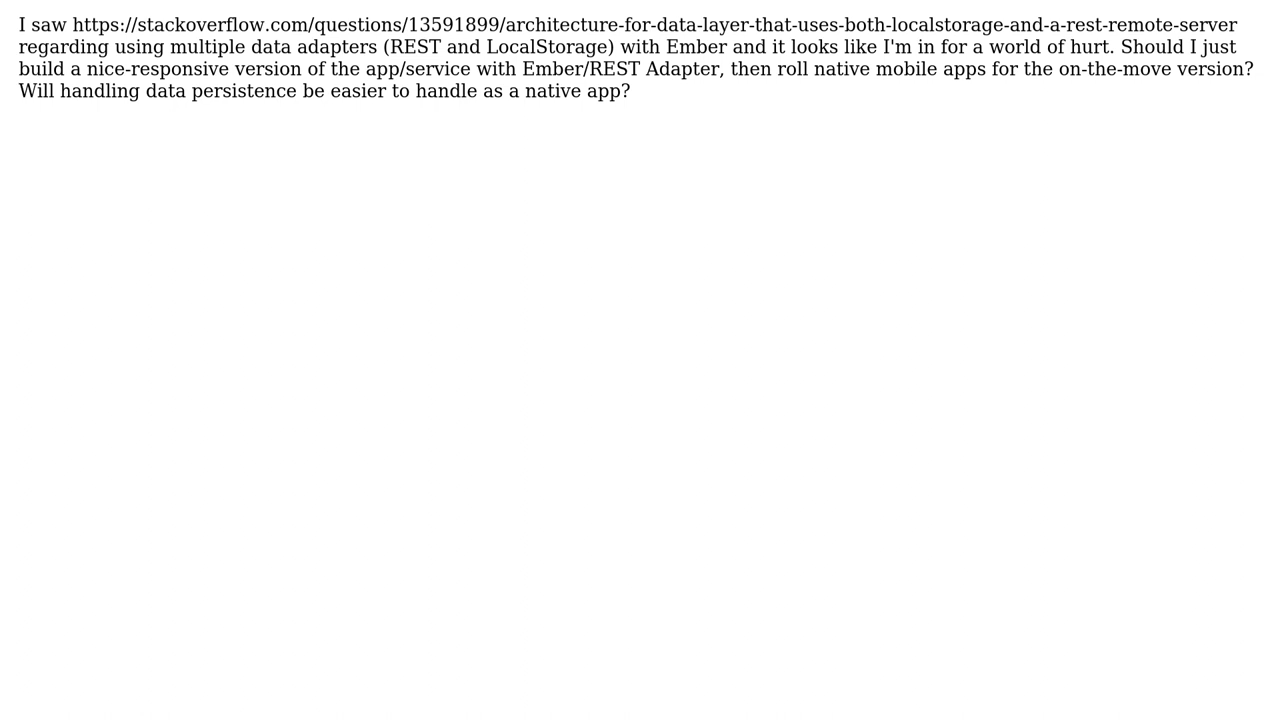 I saw https://stackoverflow.com/questions/13591899/architecture-for-data-layer-that-uses-both-localstorage-and-a-rest-remote-server
regarding using multiple data adapters (REST and LocalStorage) with Ember and it looks like I'm in for a world of hurt. Should I just
build a nice-responsive version of the app/service with Ember/REST Adapter, then roll native mobile apps for the on-the-move version?
Will handling data persistence be easier to handle as a native app?